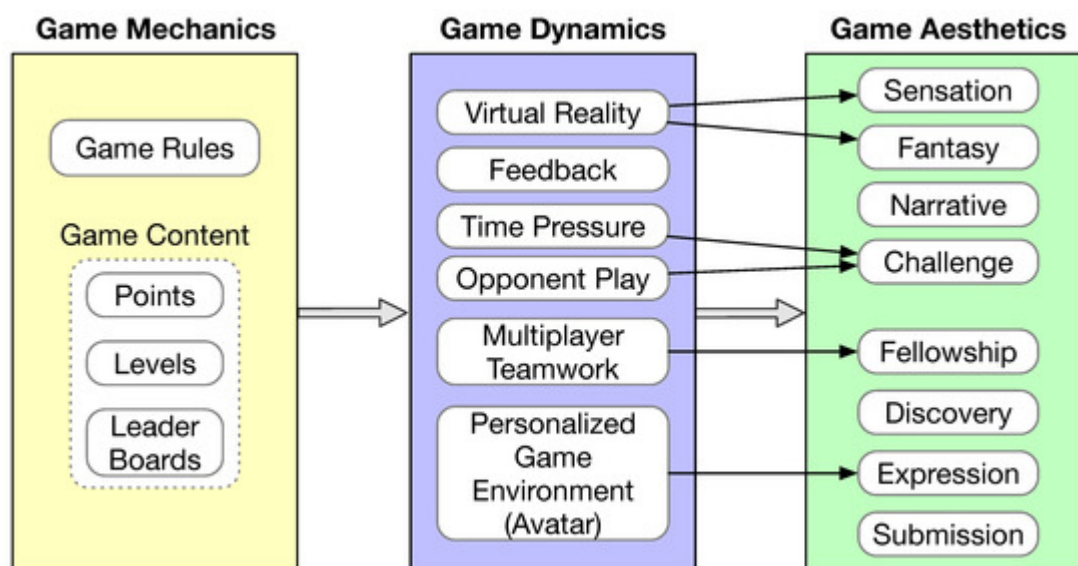 Game Mechanics
Game Rules
Game Content
Points
Levels
Leader
Boards
Game Dynamics
Virtual Reality
Feedback
Time Pressure
Opponent Play
Multiplayer
Teamwork
Personalized
Game
Environment
(Avatar)
Game Aesthetics
Sensation
Fantasy
Narrative
Challenge
Fellowship
Discovery
Expression
Submission